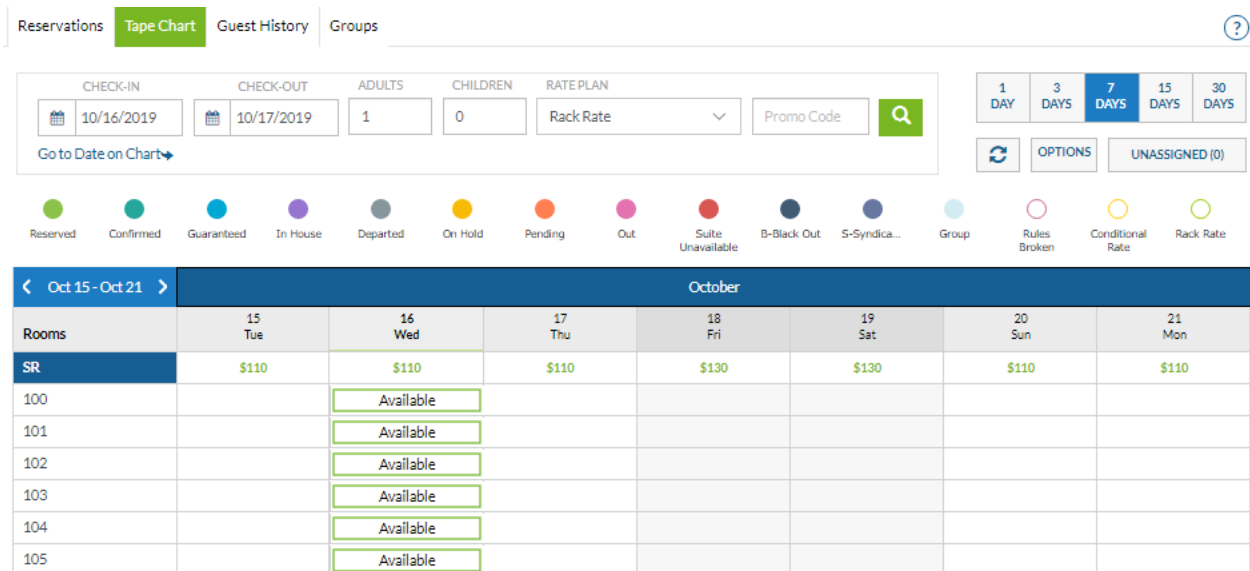 Reservations Tape Chart Guest History Groups ?
CHECK-IN CHECK-OUT ADULTS CHILDREN RATE PLAN
10/16/2019 10/17/2019 1 0 Rack Rate Promo Code
Go to Date on Chart
1 DAY 3 DAYS 7 DAYS 15 DAYS 30 DAYS
OPTIONS UNASSIGNED (0)
Reserved Confirmed Guaranteed In House Departed On Hold Pending Out Suite Unavailable B-Black Out S-Syndica... Group Rules Broken Conditional Rate Rack Rate
Oct 15 - Oct 21 October
Rooms 15 Tue 16 Wed 17 Thu 18 Fri 19 Sat 20 Sun 21 Mon
SR $110 $110 $110 $130 $130 $110 $110
100 Available
101 Available
102 Available
103 Available
104 Available
105 Available